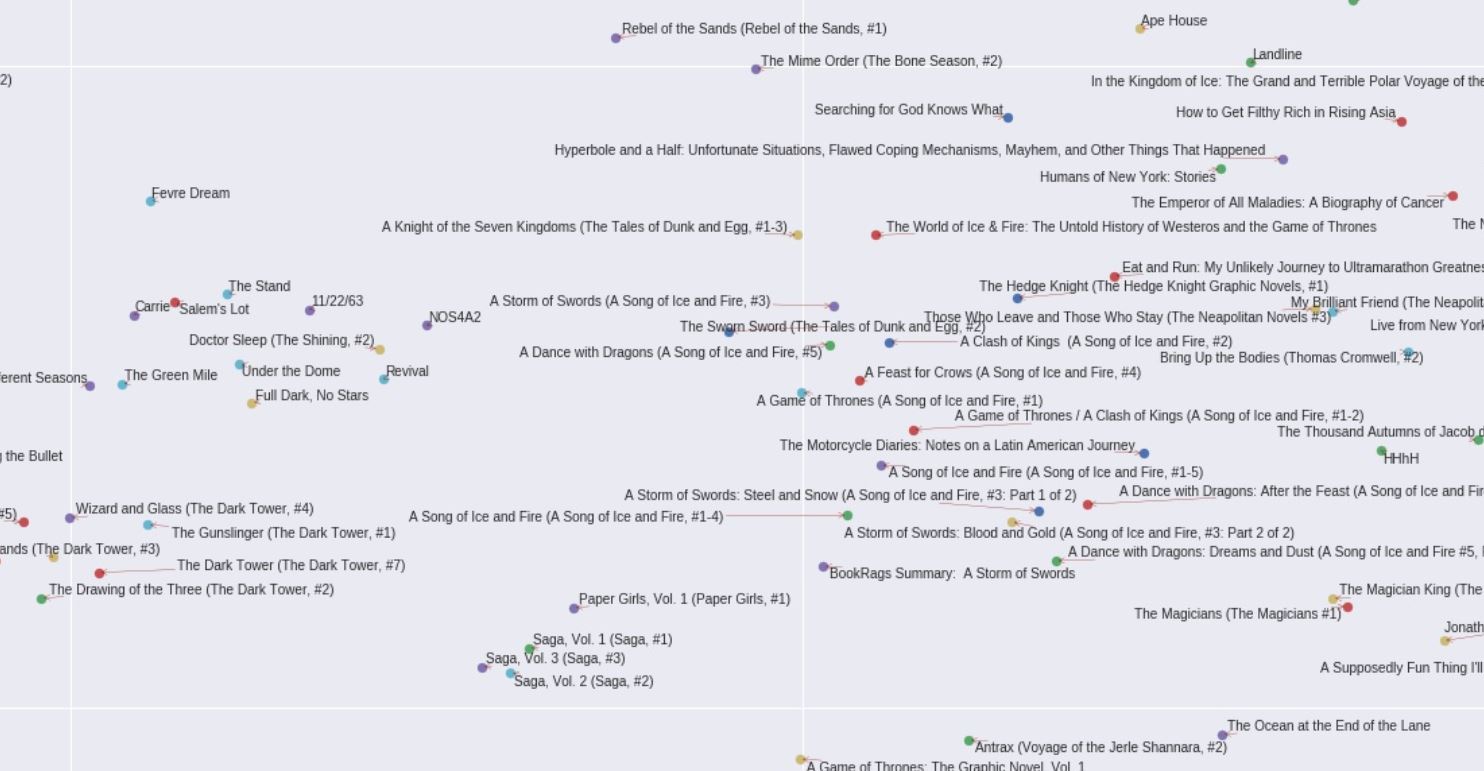 Ape House
Rebel of the Sands (Rebel of the Sands, #1)
Landline
The Mime Order (The Bone Season, #2)
2)
In the Kingdom of Ice: The Grand and Terrible Polar Voyage of the
Searching for God Knows What
How to Get Filthy Rich in Rising Asia
Hyperbole and a Half: Unfortunate Situations, Flawed Coping Mechanisms, Mayhem, and Other Things That Happened
Humans of New York: Stories
Fevre Dream
The Emperor of All Maladies: A Biography of Cancer
A Knight of the Seven Kingdoms (The Tales of Dunk and Egg, #1-3)
The World of Ice & Fire: The Untold History of Westeros and the Game of Thrones
Eat and Run: My Unlikely Journey to Ultramarathon Greatnes
The Stand
The Hedge Knight (The Hedge Knight Graphic Novels, #1)
11/22/63
A Storm of Swords (A Song of Ice and Fire, #3)
My Brilliant Friend (The Neapolit
Carrie
Salem's Lot
NOS4A2
Those Who Leave and Those Who Stay (The Neapolitan Novels #3)
The Sworn Sword (The Tales of Dunk and Egg, #2)
Live from New York
Doctor Sleep (The Shining, #2)
A Clash of Kings (A Song of Ice and Fire, #2)
A Dance with Dragons (A Song of Ice and Fire, #5)
Bring Up the Bodies (Thomas Cromwell, #2)
Under the Dome
Revival
A Feast for Crows (A Song of Ice and Fire, #4)
ferent Seasons
The Green Mile
Full Dark, No Stars
A Game of Thrones (A Song of Ice and Fire, #1)
A Game of Thrones / A Clash of Kings (A Song of Ice and Fire, #1-2)
The Thousand Autumns of Jacob d
The Motorcycle Diaries: Notes on a Latin American Journey
g the Bullet
HHhH
A Song of Ice and Fire (A Song of Ice and Fire, #1-5)
A Storm of Swords: Steel and Snow (A Song of Ice and Fire, #3: Part 1 of 2)
A Dance with Dragons: After the Feast (A Song of Ice and Fir
#5)
Wizard and Glass (The Dark Tower, #4)
A Song of Ice and Fire (A Song of Ice and Fire, #1-4)
The Gunslinger (The Dark Tower, #1)
A Storm of Swords: Blood and Gold (A Song of Ice and Fire, #3: Part 2 of 2)
ands (The Dark Tower, #3)
A Dance with Dragons: Dreams and Dust (A Song of Ice and Fire #5,
The Dark Tower (The Dark Tower, #7)
BookRags Summary: A Storm of Swords
The Drawing of the Three (The Dark Tower, #2)
The Magician King (The
Paper Girls, Vol. 1 (Paper Girls, #1)
The Magicians (The Magicians #1)
Jonath
Saga, Vol. 1 (Saga, #1)
Saga, Vol. 3 (Saga, #3)
A Supposedly Fun Thing I'll
Saga, Vol. 2 (Saga, #2)
The Ocean at the End of the Lane
Antrax (Voyage of the Jerle Shannara, #2)
A Game of Thrones: The Graphic Novel, Vol. 1